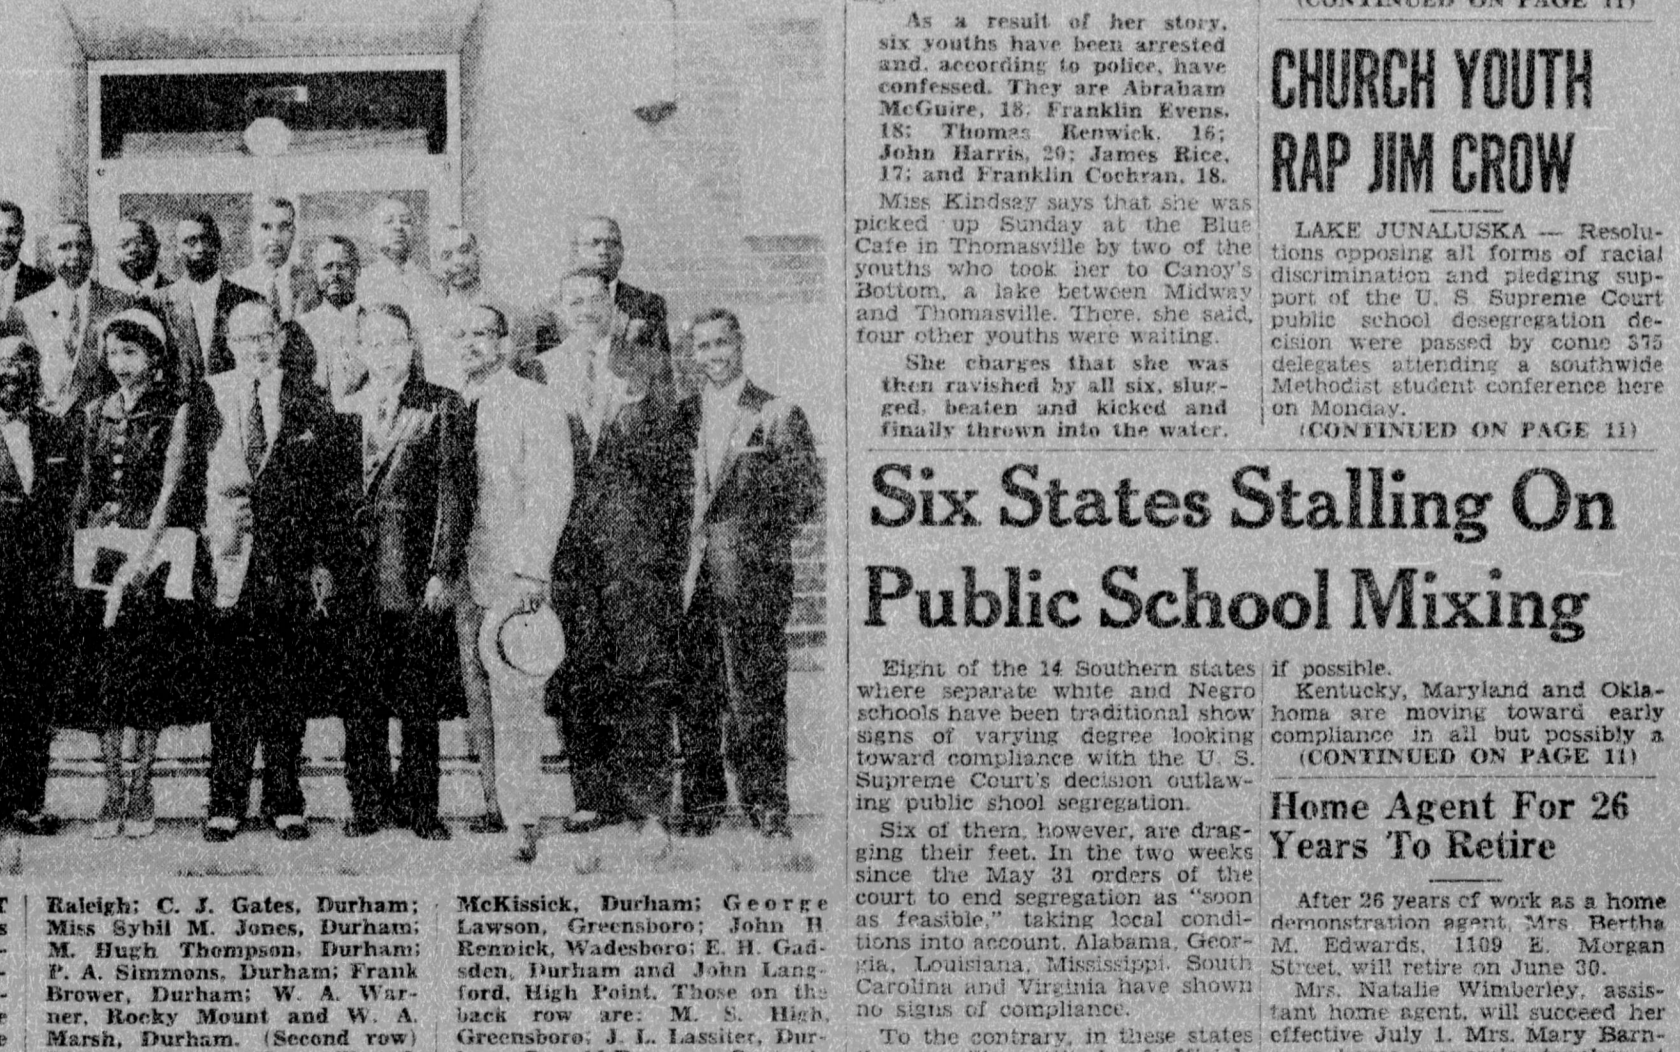 As a result of her story,
six youths have been arrested
and, according to police, have
confessed. They are Abraham
McGuire, 18, Franklin Evens,
18; Thomas Renwick, 16;
John Harris, 20; James Rice,
17; and Franklin Cochran, 18.
Miss Kindsay says that she was
picked up Sunday at the Blue
Cafe in Thomasville by two of the
youths who took her to Canoy's
Bottom, a lake between Midway
and Thomasville. There, she said,
four other youths were waiting.
She charges that she was
then ravished by all six, slug-
ged, beaten and kicked and
finally thrown into the water.
(CONTINUED ON PAGE 11)
CHURCH YOUTH
RAP JIM CROW
LAKE JUNALUSKA — Resolu-
tions opposing all forms of racial
discrimination and pledging sup-
port of the U. S. Supreme Court
public school desegregation de-
cision were passed by come 375
delegates attending a southwide
Methodist student conference here
on Monday.
(CONTINUED ON PAGE 11)
Six States Stalling On
Public School Mixing
Eight of the 14 Southern states
where separate white and Negro
schools have been traditional show
signs of varying degree looking
toward compliance with the U. S.
Supreme Court's decision outlaw-
ing public shool segregation.
Six of them, however, are drag-
ging their feet. In the two weeks
since the May 31 orders of the
court to end segregation as "soon
as feasible," taking local condi-
tions into account, Alabama, Geor-
gia, Louisiana, Mississippi, South
Carolina and Virginia have shown
no signs of compliance.
To the contrary, in these states
if possible.
Kentucky, Maryland and Okla-
homa are moving toward early
compliance in all but possibly a
(CONTINUED ON PAGE 11)
Home Agent For 26
Years To Retire
After 26 years of work as a home
demonstration agent, Mrs. Bertha
M. Edwards, 1109 E. Morgan
Street, will retire on June 30.
Mrs. Natalie Wimberley, assis-
tant home agent, will succeed her
effective July 1. Mrs. Mary Barn-
Raleigh; C. J. Gates, Durham;
Miss Sybil M. Jones, Durham;
M. Hugh Thompson, Durham;
P. A. Simmons, Durham; Frank
Brower, Durham; W. A. War-
ner, Rocky Mount and W. A.
Marsh, Durham. (Second row)
McKissick, Durham; George
Lawson, Greensboro; John H
Rennick, Wadesboro; E. H. Gad-
sden, Durham and John Lang-
ford, High Point. Those on the
back row are: M. S. High,
Greensboro; J. L. Lassiter, Dur-